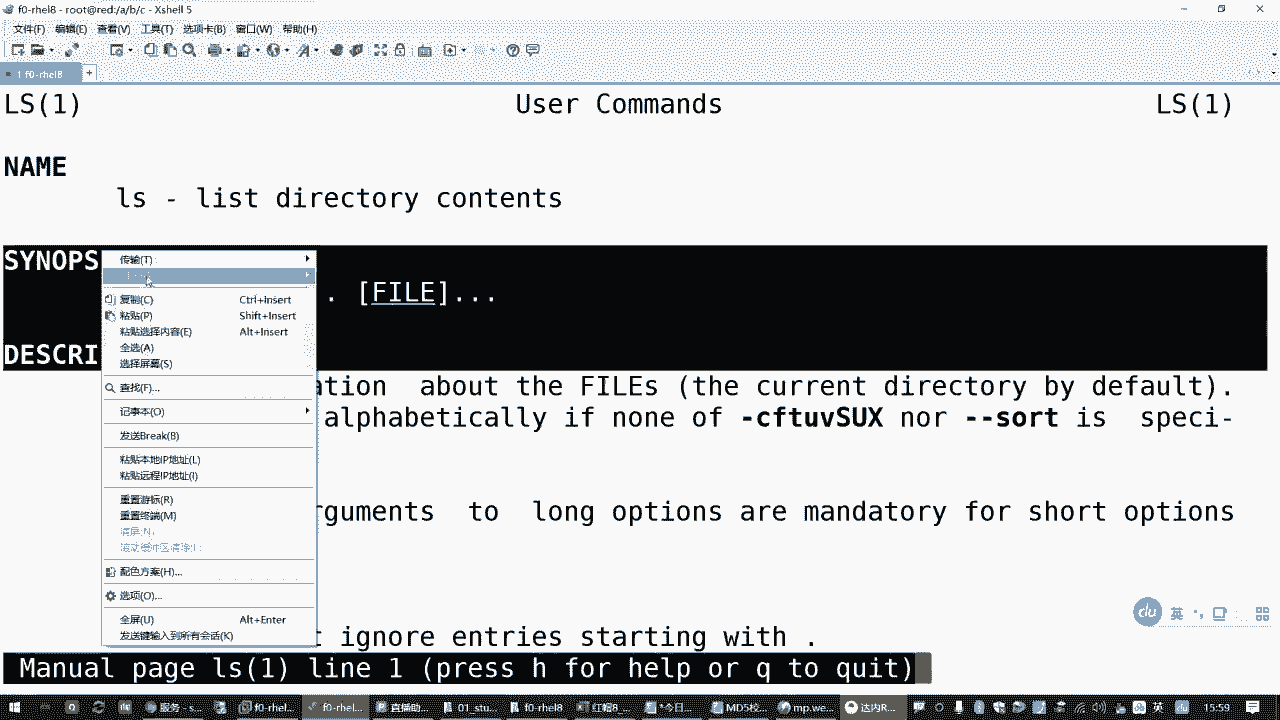 f0-rhel8 - root@red:/a/b/c - Xshell 5
文件(F) 编辑(E) 查看(V) 工具(T) 选项卡(B) 窗口(W) 帮助(H)
1 f0-rhel8 +
LS(1) User Commands LS(1)
NAME
ls - list directory contents
SYNOPS
. [FILE]...
DESCRI
ation about the FILEs (the current directory by default).
alphabetically if none of -cftuvSUX nor --sort is speci-
rguments to long options are mandatory for short options
t ignore entries starting with .
Manual page ls(1) line 1 (press h for help or q to quit)
传输(T)
复制(C) Ctrl+Insert
粘贴(P) Shift+Insert
粘贴选择内容(E) Alt+Insert
全选(A)
选择屏幕(S)
查找(F)...
记事本(O)
发送Break(B)
粘贴本地IP地址(L)
粘贴远程IP地址(I)
重置游标(R)
重置终端(M)
清屏(N)
配色方案(H)...
选项(O)...
全屏(U) Alt+Enter
发送键输入到所有会话(K)
du 英
服务 - c... f0-rhel... f0-rhel... 直播助... 01_stu... f0-rhel8 红帽8_... *今日... MD5校... mp.we... 达内R... 英 du 15:59